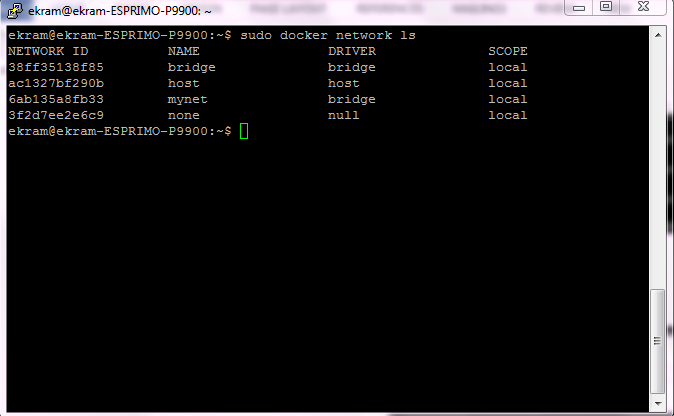 ekram@ekram-ESPRIMO-P9900: ~
ekram@ekram-ESPRIMO-P9900:~$ sudo docker network ls
NETWORK ID NAME DRIVER SCOPE
38ff35138f85 bridge bridge local
ac1327bf290b host host local
6ab135a8fb33 mynet bridge local
3f2d7ee2e6c9 none null local
ekram@ekram-ESPRIMO-P9900:~$